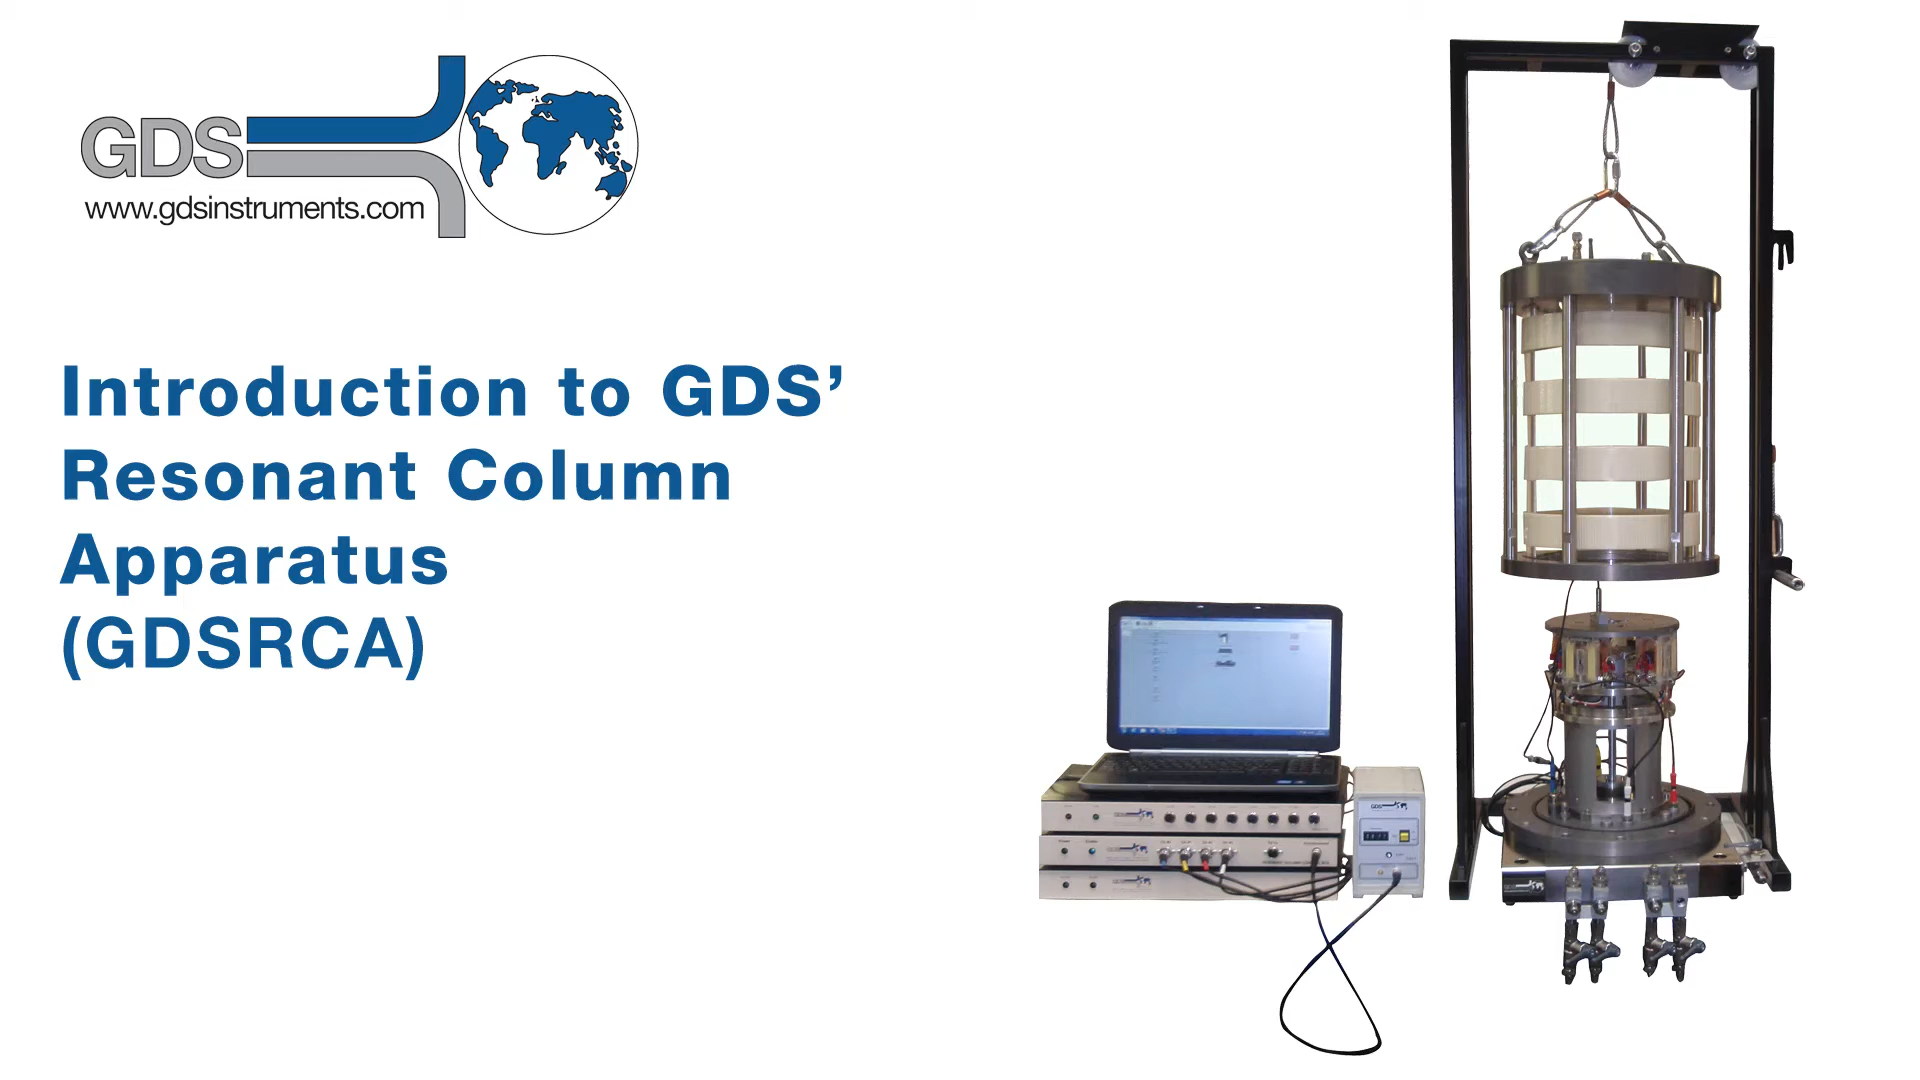 GDS
www.gdsinstruments.com
Introduction to GDS’
Resonant Column
Apparatus
(GDSRCA)